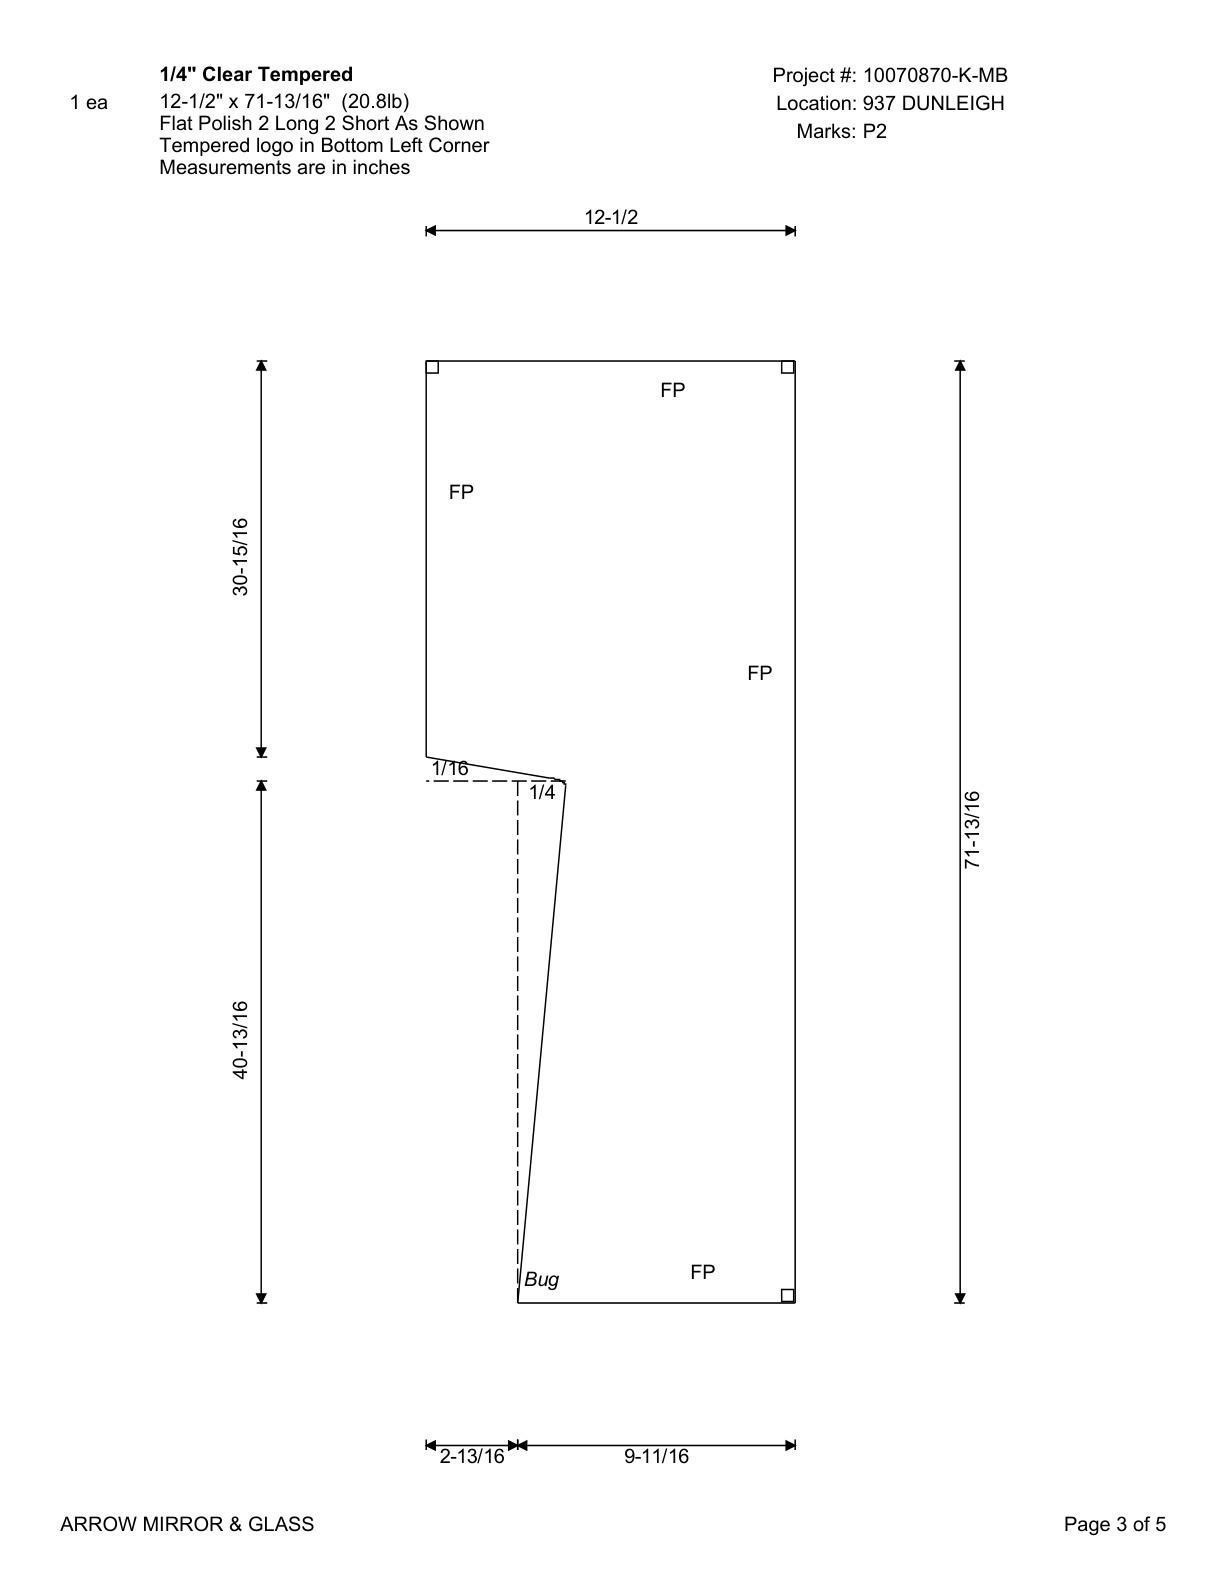 1/4" Clear Tempered
1 ea
12-1/2" x 71-13/16" (20.8lb)
Flat Polish 2 Long 2 Short As Shown
Tempered logo in Bottom Left Corner
Measurements are in inches
Project #: 10070870-K-MB
Location: 937 DUNLEIGH
Marks: P2
12-1/2
FP
FP
30-15/16
FP
1/16
1/4
71-13/16
40-13/16
FP
Bug
2-13/16
9-11/16
ARROW MIRROR & GLASS
Page 3 of 5